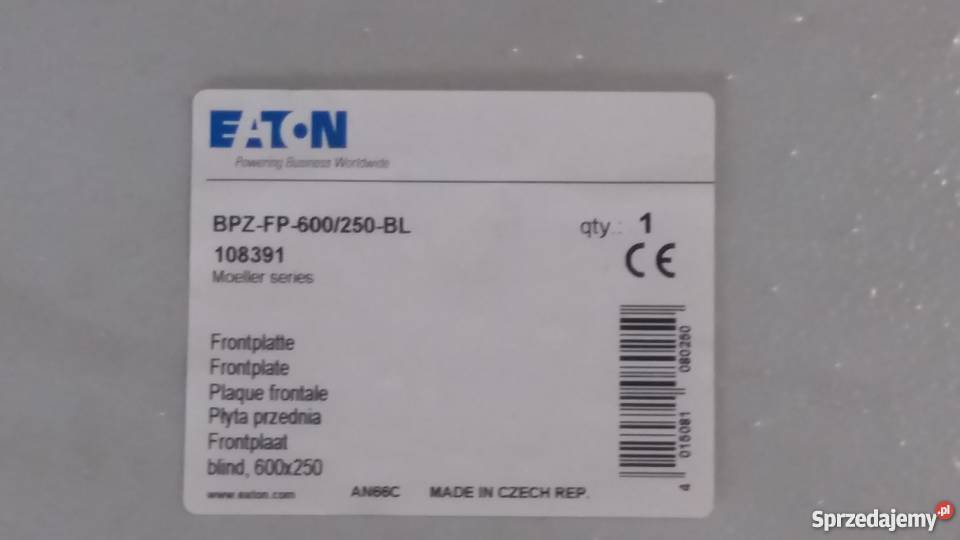 EATON
Powering Business Worldwide
BPZ-FP-600/250-BL
qty.: 1
108391
CE
Moeller series
Frontplatte
Frontplate
Plaque frontale
Płyta przednia
Frontplaat
blind, 600x250
4 015081 080250
www.eaton.com AN66C MADE IN CZECH REP.
Sprzedajemy.pl